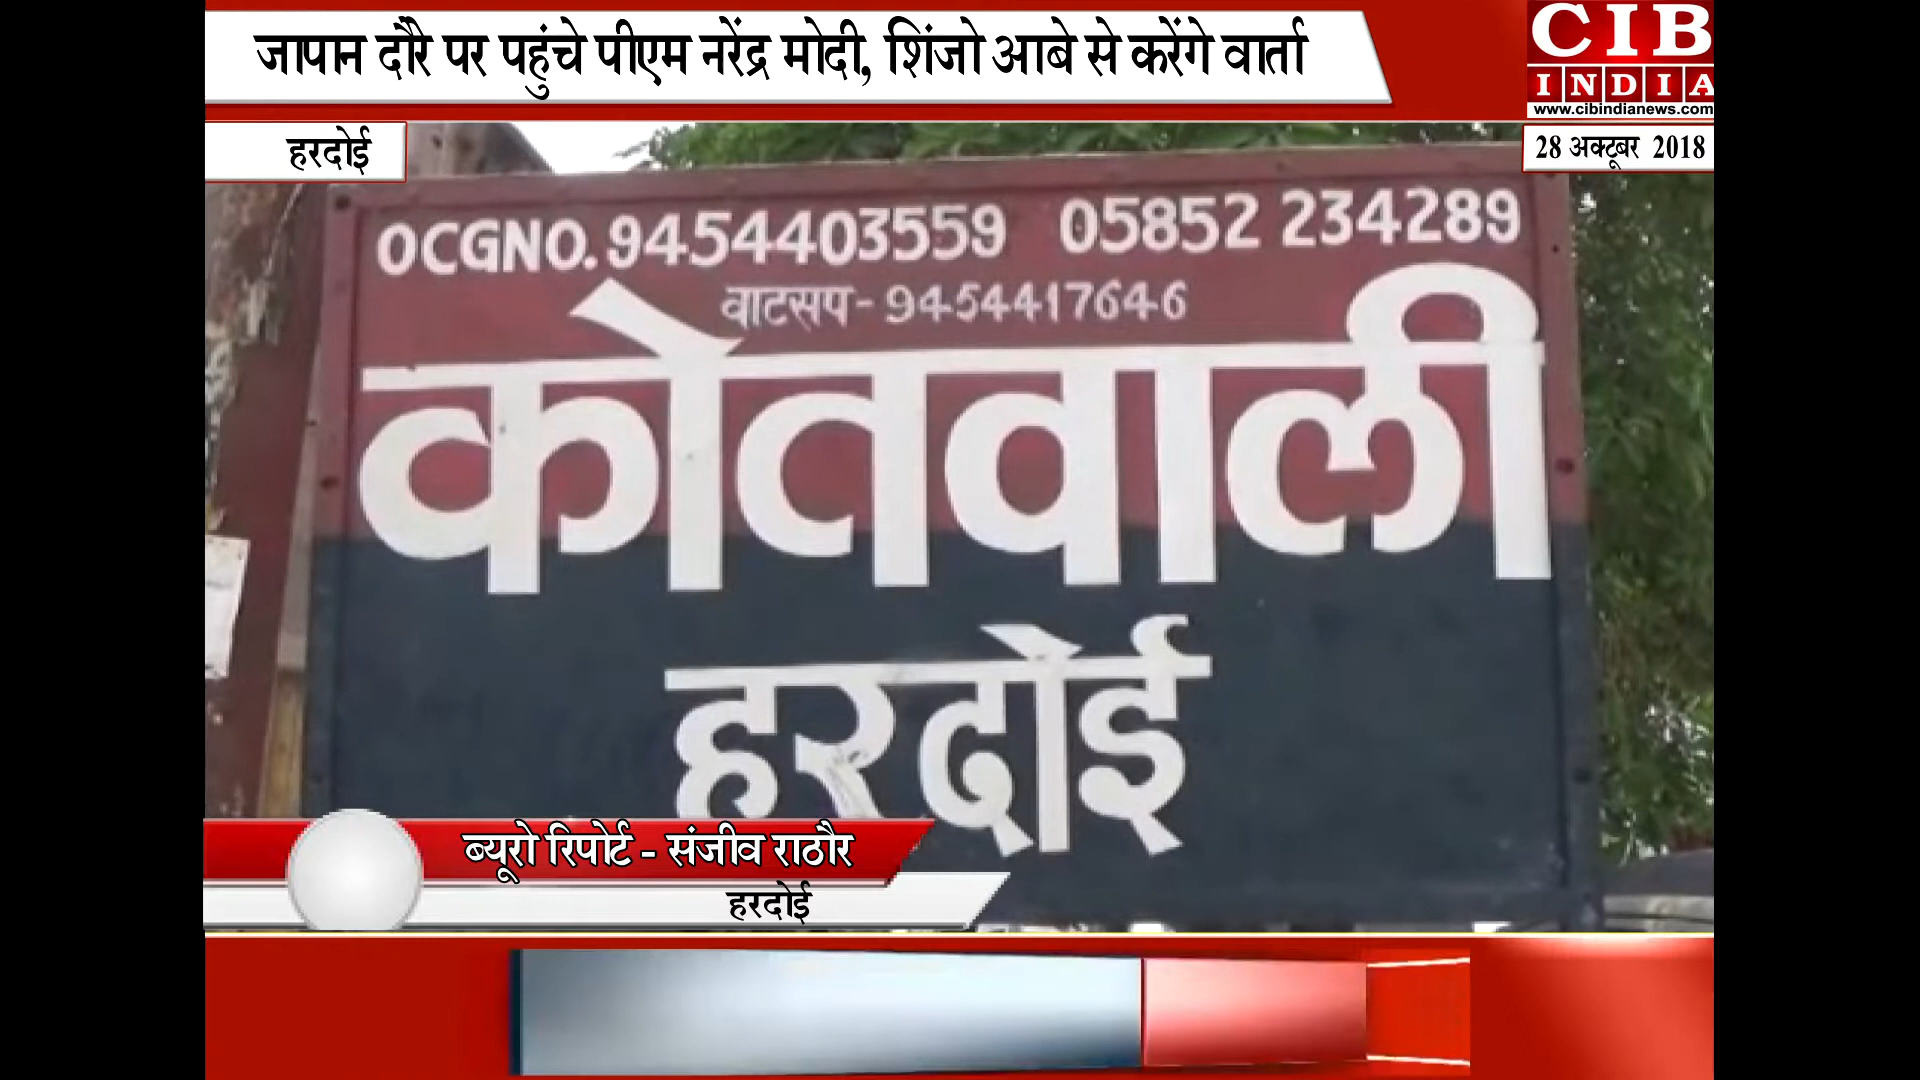 जापान दौरे पर पहुंचे पीएम नरेंद्र मोदी, शिंजो आबे से करेंगे वार्ता
CIB
INDIA
www.cibindianews.com
हरदोई
28 अक्टूबर 2018
OCGNO. 9454403559 05852 234289
वाटसप - 9454417646
कोतवाली
हरदोई
ब्यूरो रिपोर्ट - संजीव राठौर
हरदोई